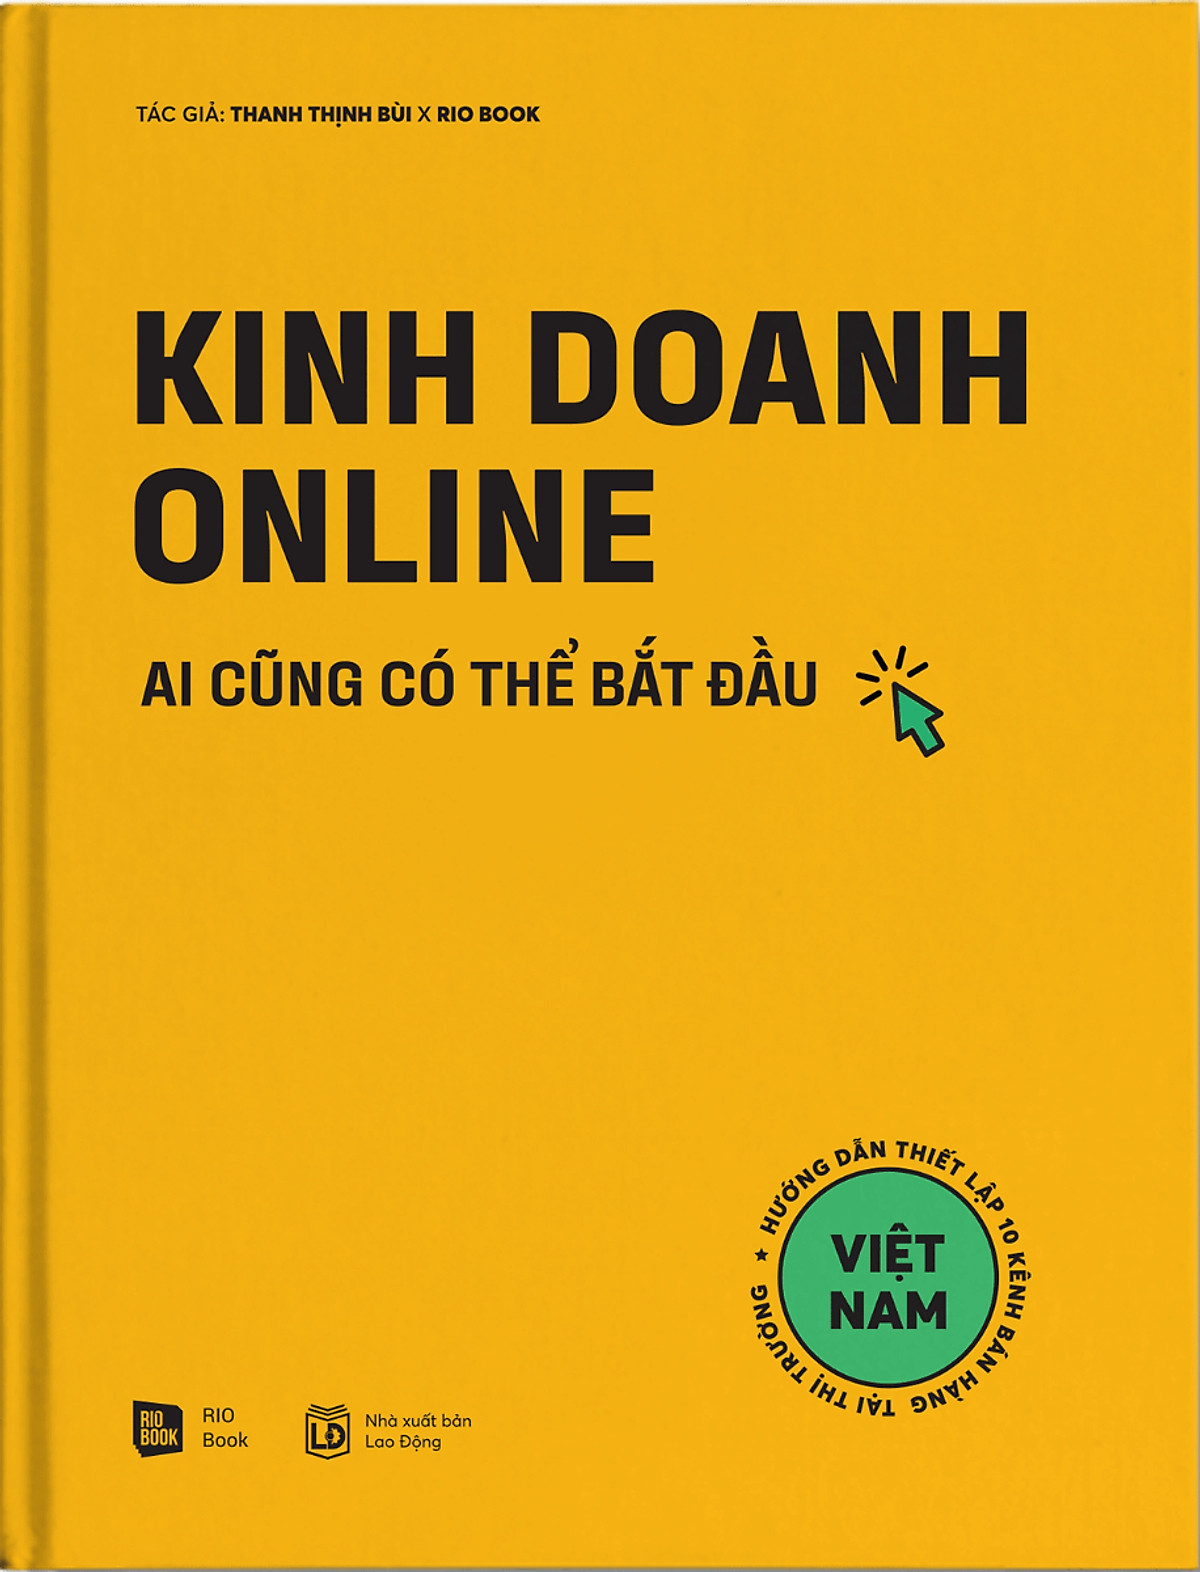 TÁC GIẢ: THANH THỊNH BÙI X RIO BOOK
KINH DOANH
ONLINE
AI CŨNG CÓ THỂ BẮT ĐẦU
HƯỚNG DẪN THIẾT LẬP 10 KÊNH BÁN HÀNG TẠI THỊ TRƯỜNG
VIỆT
NAM
RIO
BOOK
RIO
Book
LD
Nhà xuất bản
Lao Động